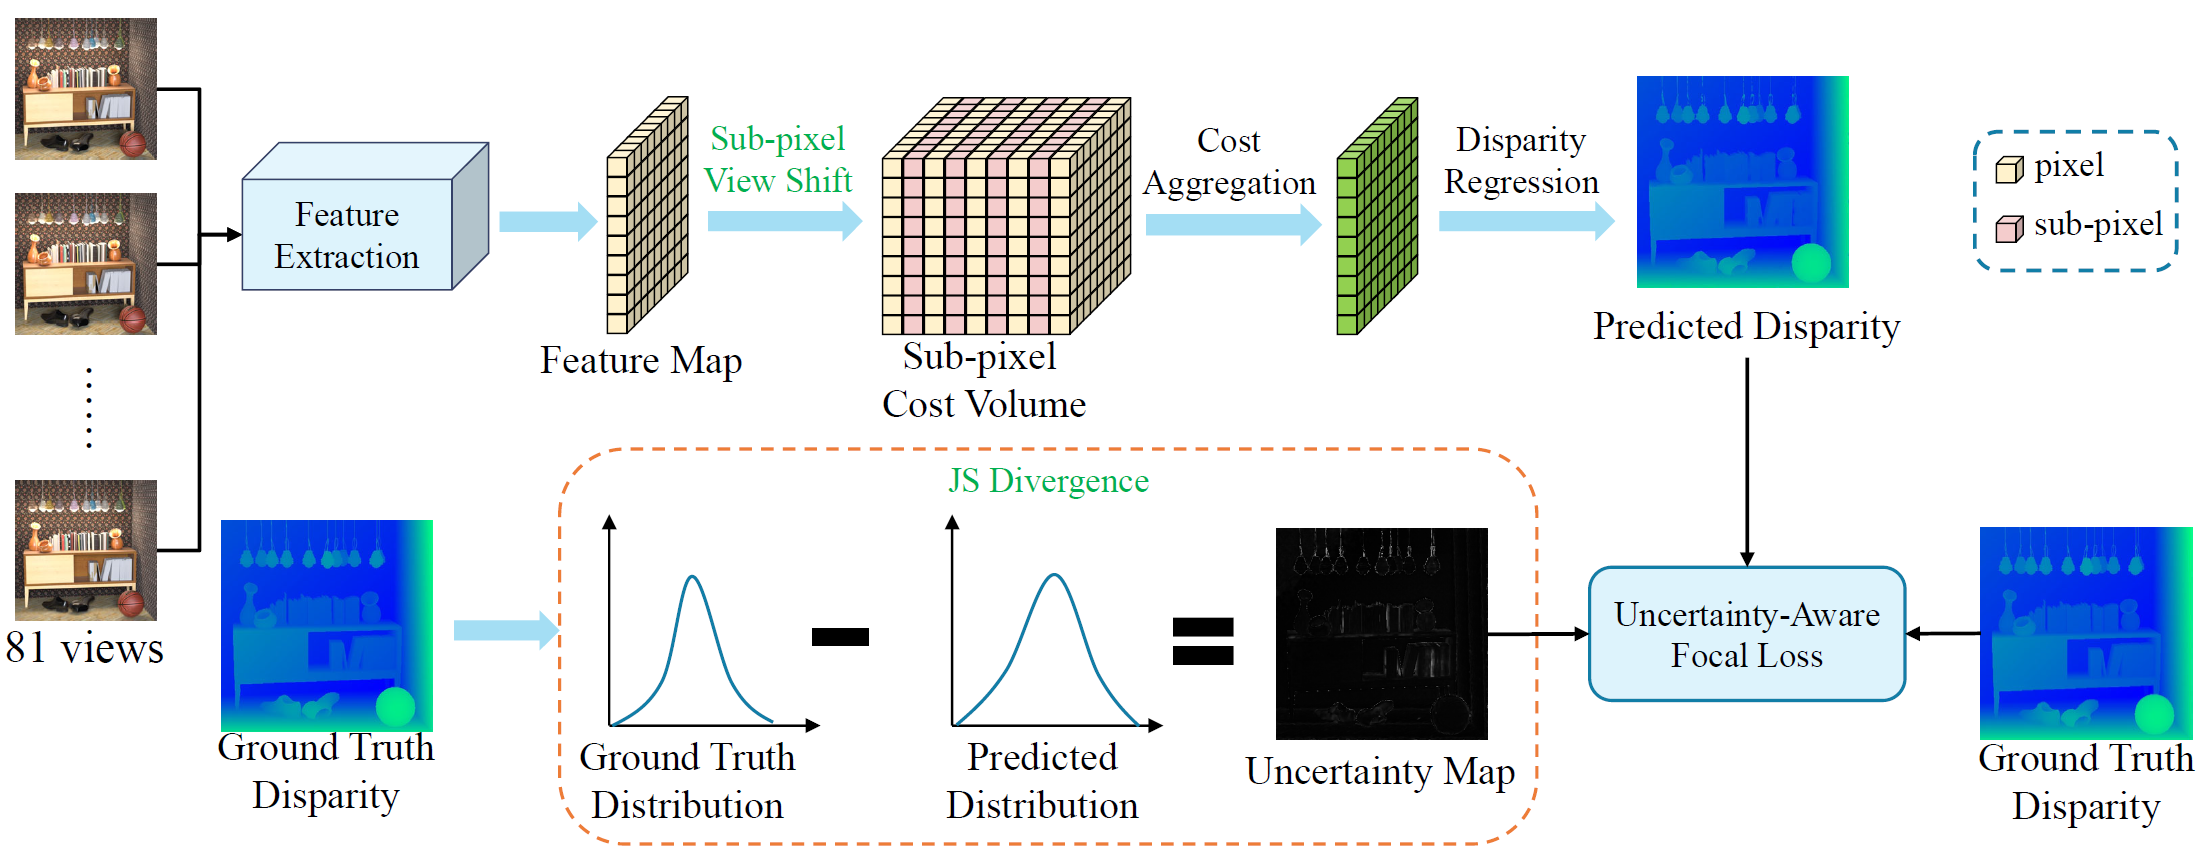 81 views
Feature
Extraction
Feature Map
Sub-pixel
View Shift
Sub-pixel
Cost Volume
Cost
Aggregation
Disparity
Regression
Predicted Disparity
pixel
sub-pixel
Ground Truth
Disparity
JS Divergence
Ground Truth
Distribution
Predicted
Distribution
Uncertainty Map
Uncertainty-Aware
Focal Loss
Ground Truth
Disparity